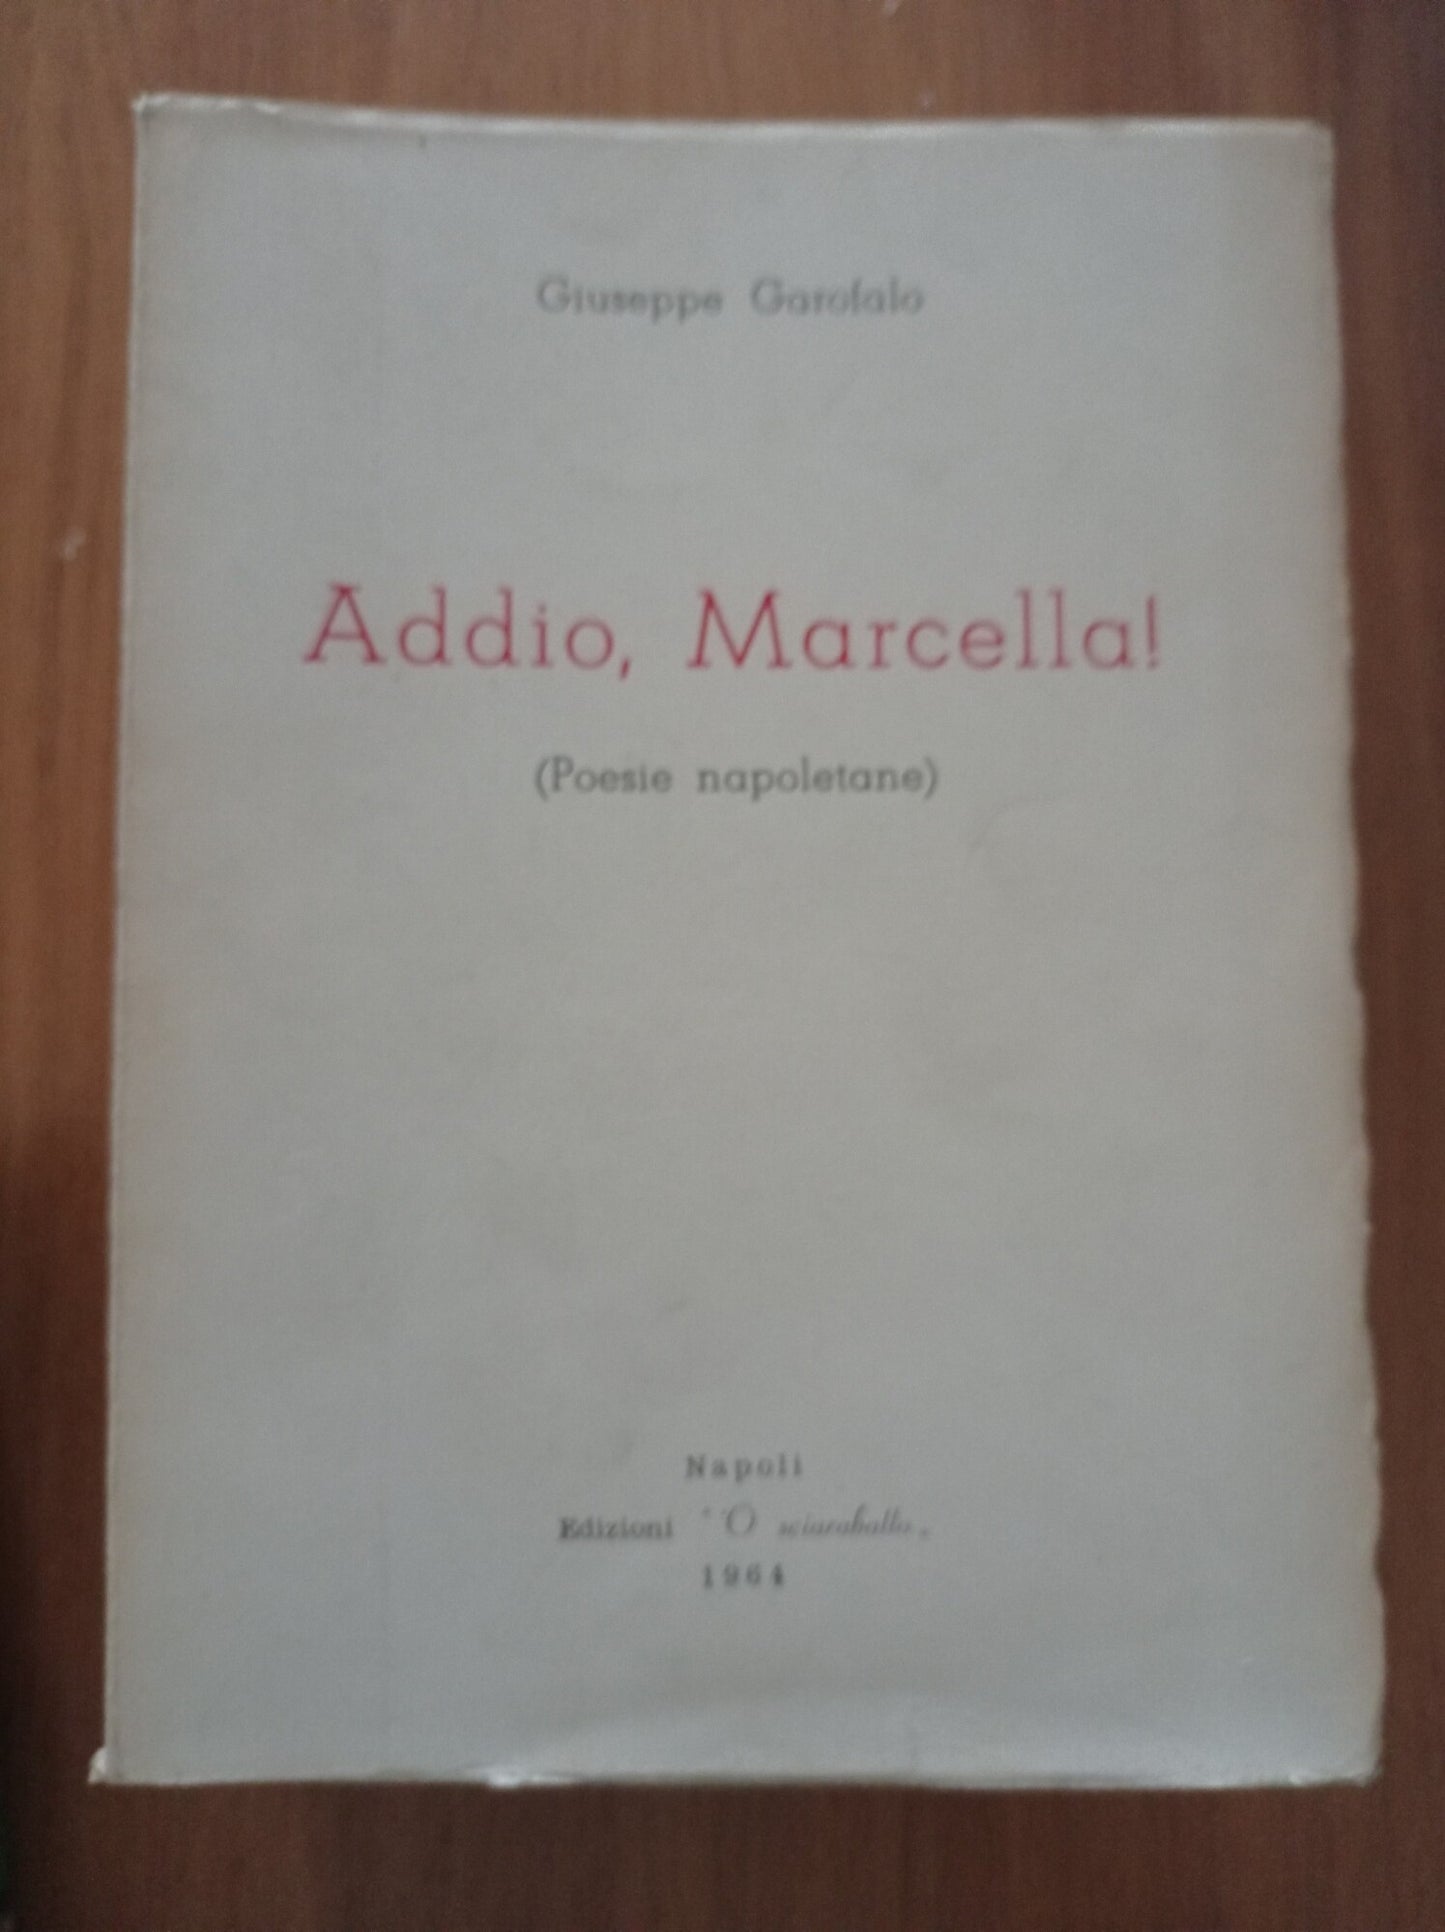 Giuseppe Garofalo
Addio, Marcella!
(Poesie napoletane)
Napoli
Edizioni "'O sciaraballo„
1964